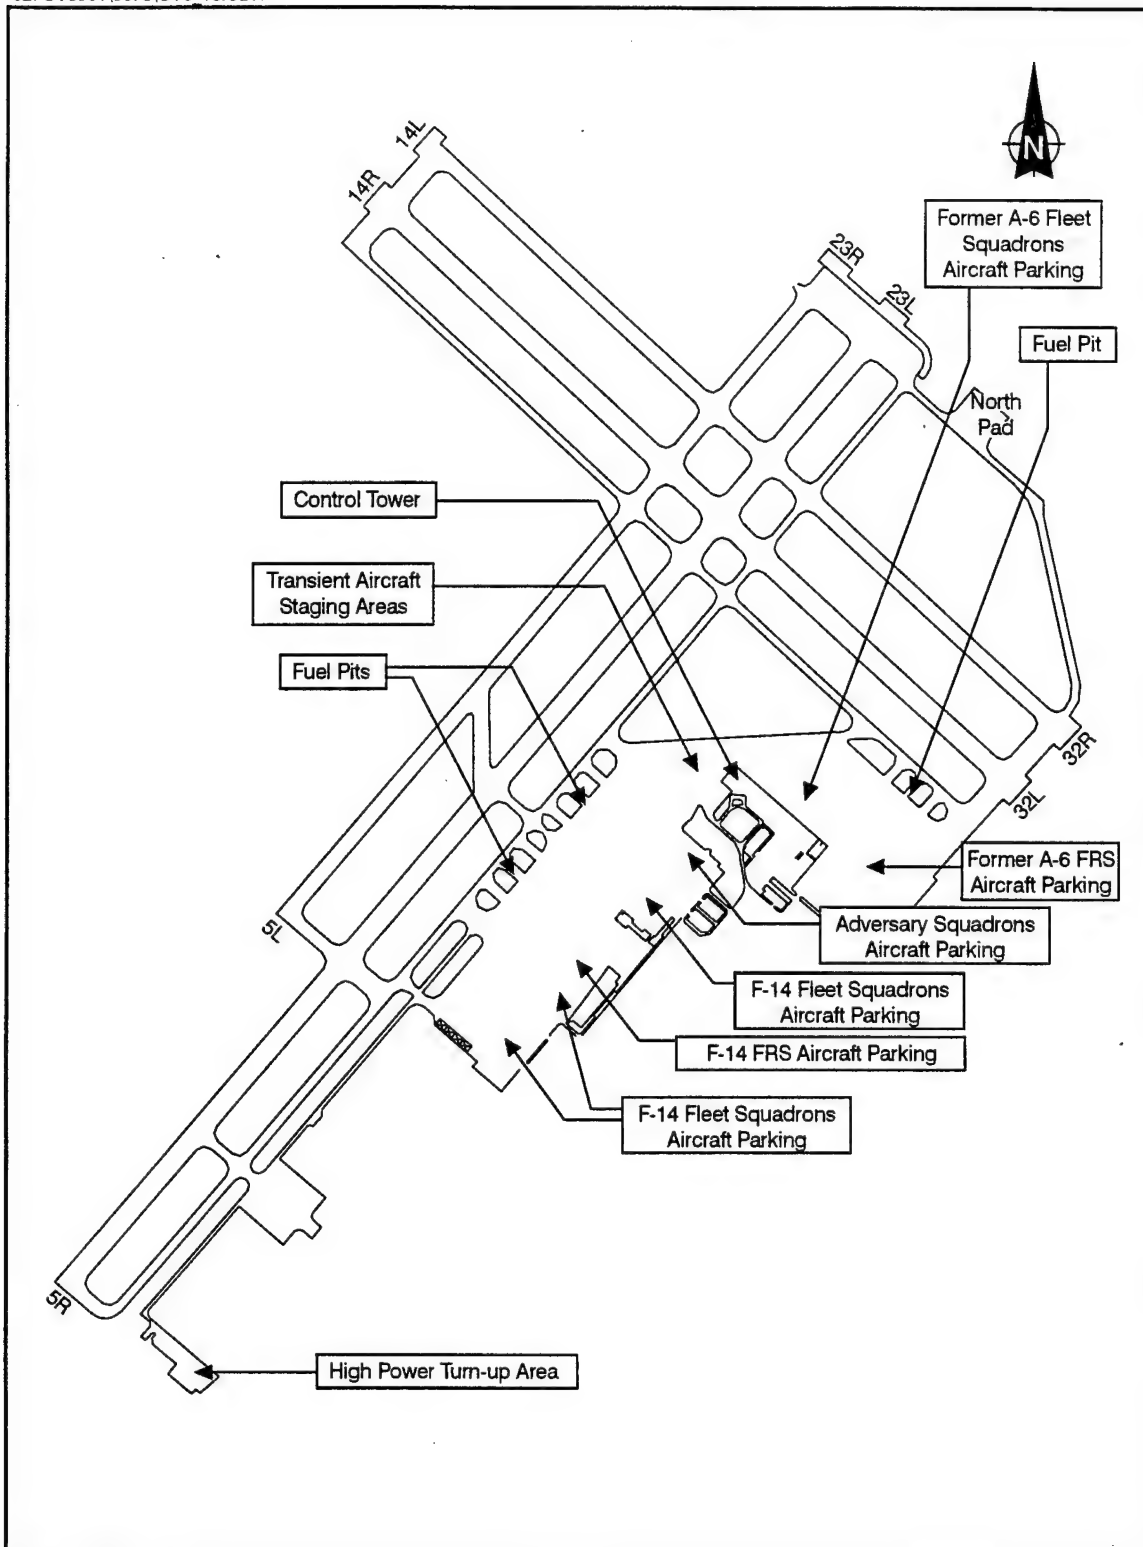 14L
14R
N
Former A-6 Fleet
Squadrons
Aircraft Parking
23R
23L
Fuel Pit
North
Pad
Control Tower
Transient Aircraft
Staging Areas
Fuel Pits
32R
32L
Former A-6 FRS
Aircraft Parking
5L
Adversary Squadrons
Aircraft Parking
F-14 Fleet Squadrons
Aircraft Parking
F-14 FRS Aircraft Parking
F-14 Fleet Squadrons
Aircraft Parking
5R
High Power Turn-up Area